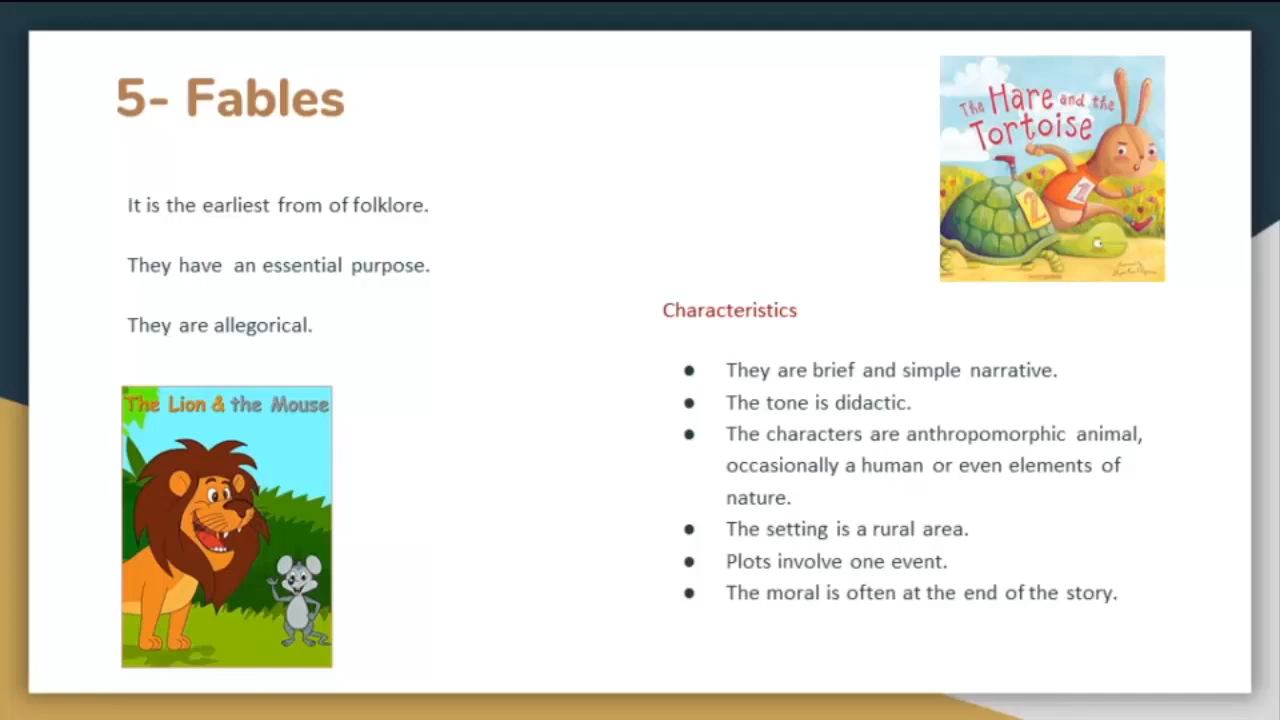 5- Fables
The Hare and the
Tortoise
1
2
It is the earliest from of folklore.
They have an essential purpose.
They are allegorical.
The Lion & the Mouse
Characteristics
● They are brief and simple narrative.
● The tone is didactic.
● The characters are anthropomorphic animal,
occasionally a human or even elements of
nature.
● The setting is a rural area.
● Plots involve one event.
● The moral is often at the end of the story.